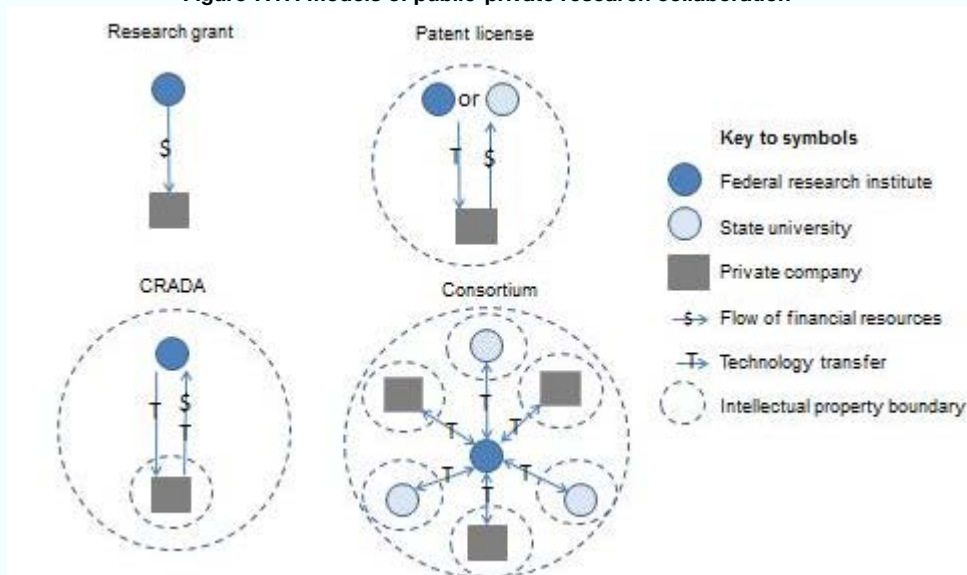 Research grant
Patent license
$
or
T
$
Key to symbols
Federal research institute
State university
Private company
$ Flow of financial resources
T Technology transfer
Intellectual property boundary
CRADA
Consortium
T
$
T
T
T
T
T
T
T